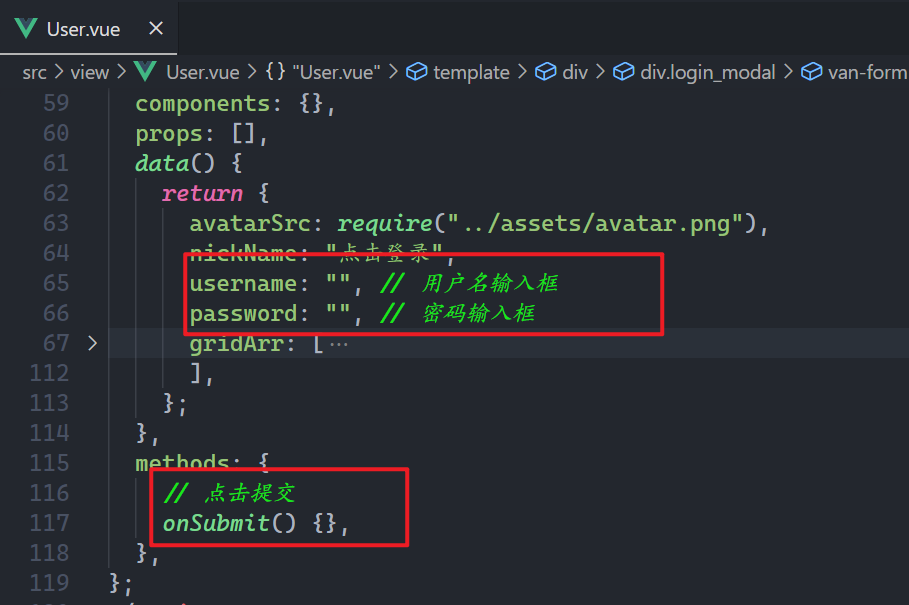 User.vue ×
src > view > User.vue > {} "User.vue" > template > div > div.login_modal > van-form
59 components: {},
60 props: [],
61 data() {
62 return {
63 avatarSrc: require("../assets/avatar.png"),
64 nickName: "点击登录",
65 username: "", // 用户名输入框
66 password: "", // 密码输入框
67 > gridArr: [···
112 ],
113 };
114 },
115 methods: {
116 // 点击提交
117 onSubmit() {},
118 },
119 };